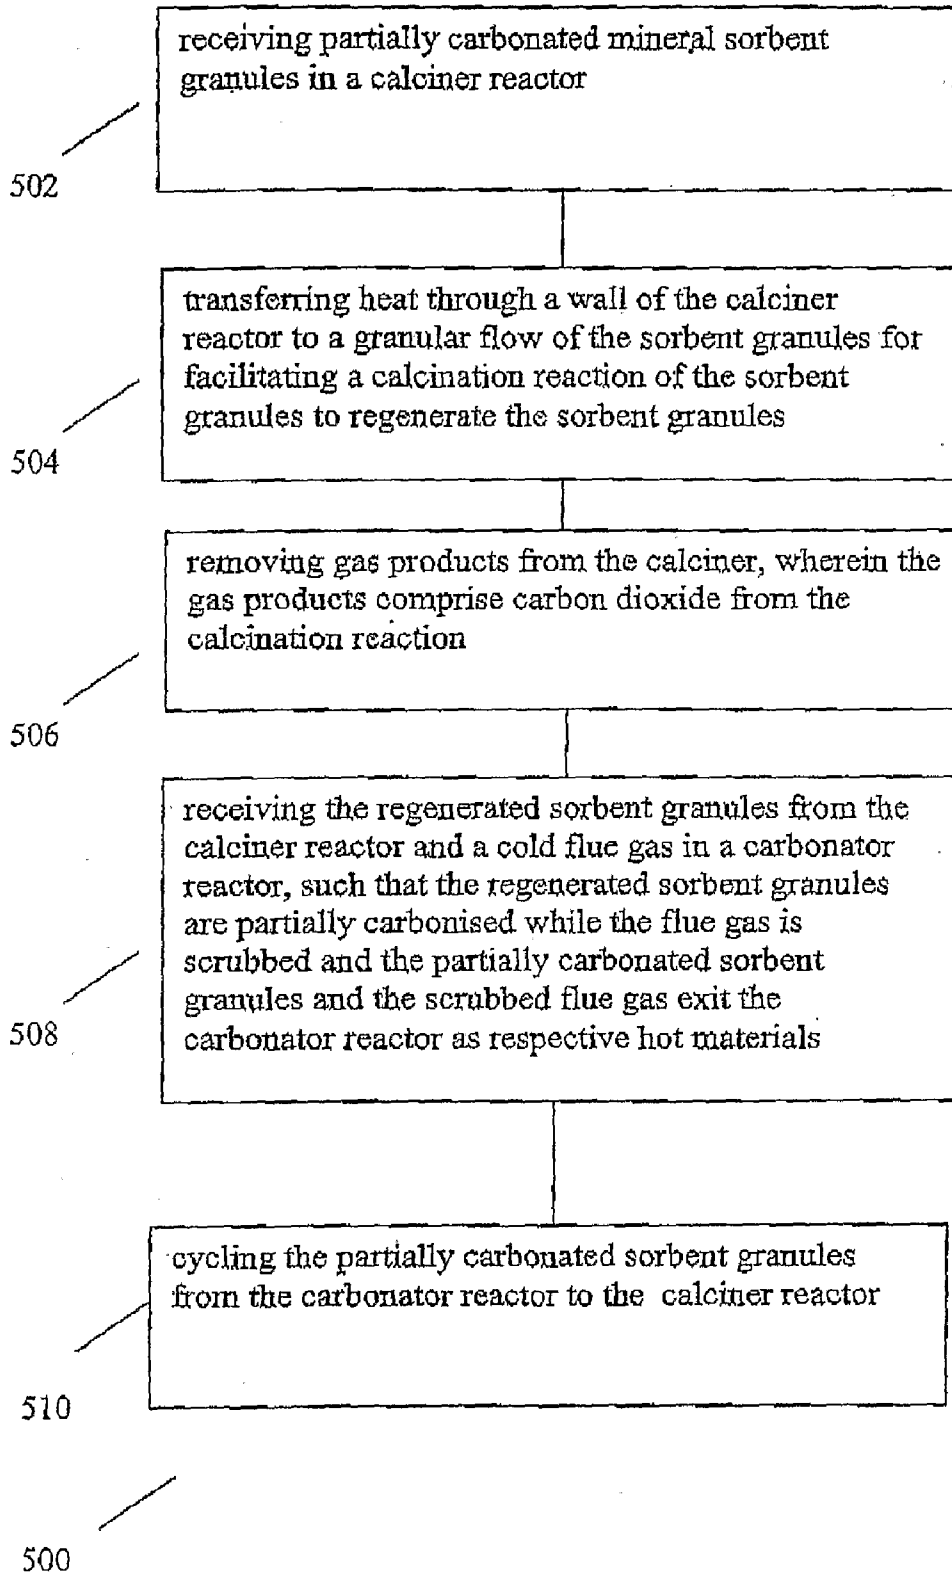 receiving partially carbonated mineral sorbent
granules in a calciner reactor
502
transferring heat through a wall of the calciner
reactor to a granular flow of the sorbent granules for
facilitating a calcination reaction of the sorbent
granules to regenerate the sorbent granules
504
removing gas products from the calciner, wherein the
gas products comprise carbon dioxide from the
calcination reaction
506
receiving the regenerated sorbent granules from the
calciner reactor and a cold flue gas in a carbonator
reactor, such that the regenerated sorbent granules
are partially carbonised while the flue gas is
scrubbed and the partially carbonated sorbent
granules and the scrubbed flue gas exit the
carbonator reactor as respective hot materials
508
cycling the partially carbonated sorbent granules
from the carbonator reactor to the calciner reactor
510
500